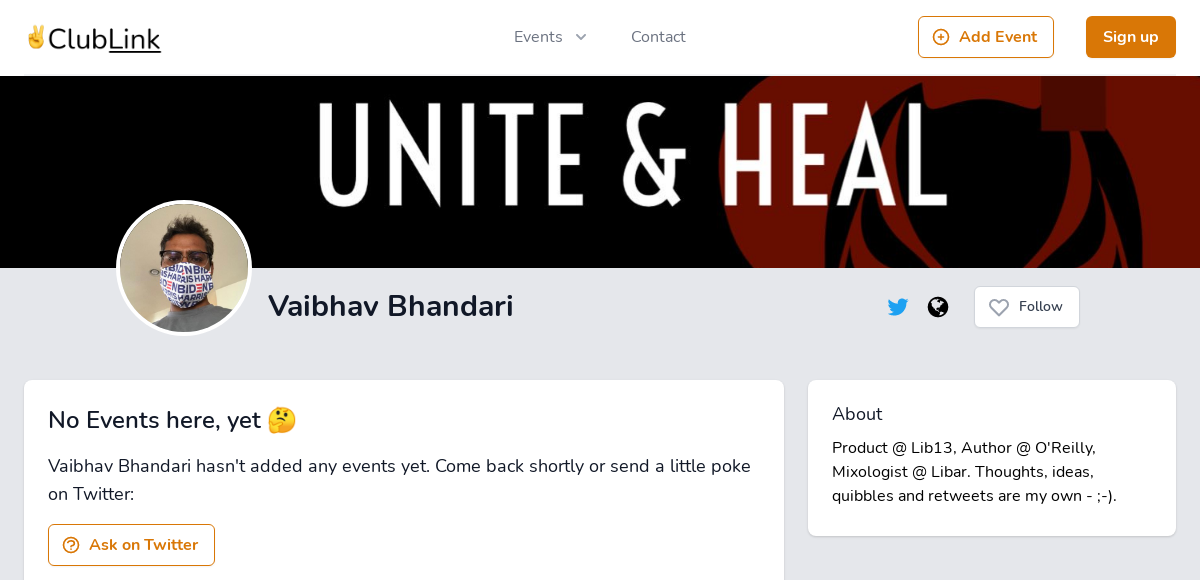 ✌️ClubLink
Events
Contact
Add Event
Sign up
UNITE & HEAL
Vaibhav Bhandari
Follow
No Events here, yet 🤔
Vaibhav Bhandari hasn't added any events yet. Come back shortly or send a little poke
on Twitter:
Ask on Twitter
About
Product @ Lib13, Author @ O'Reilly,
Mixologist @ Libar. Thoughts, ideas,
quibbles and retweets are my own - ;-).